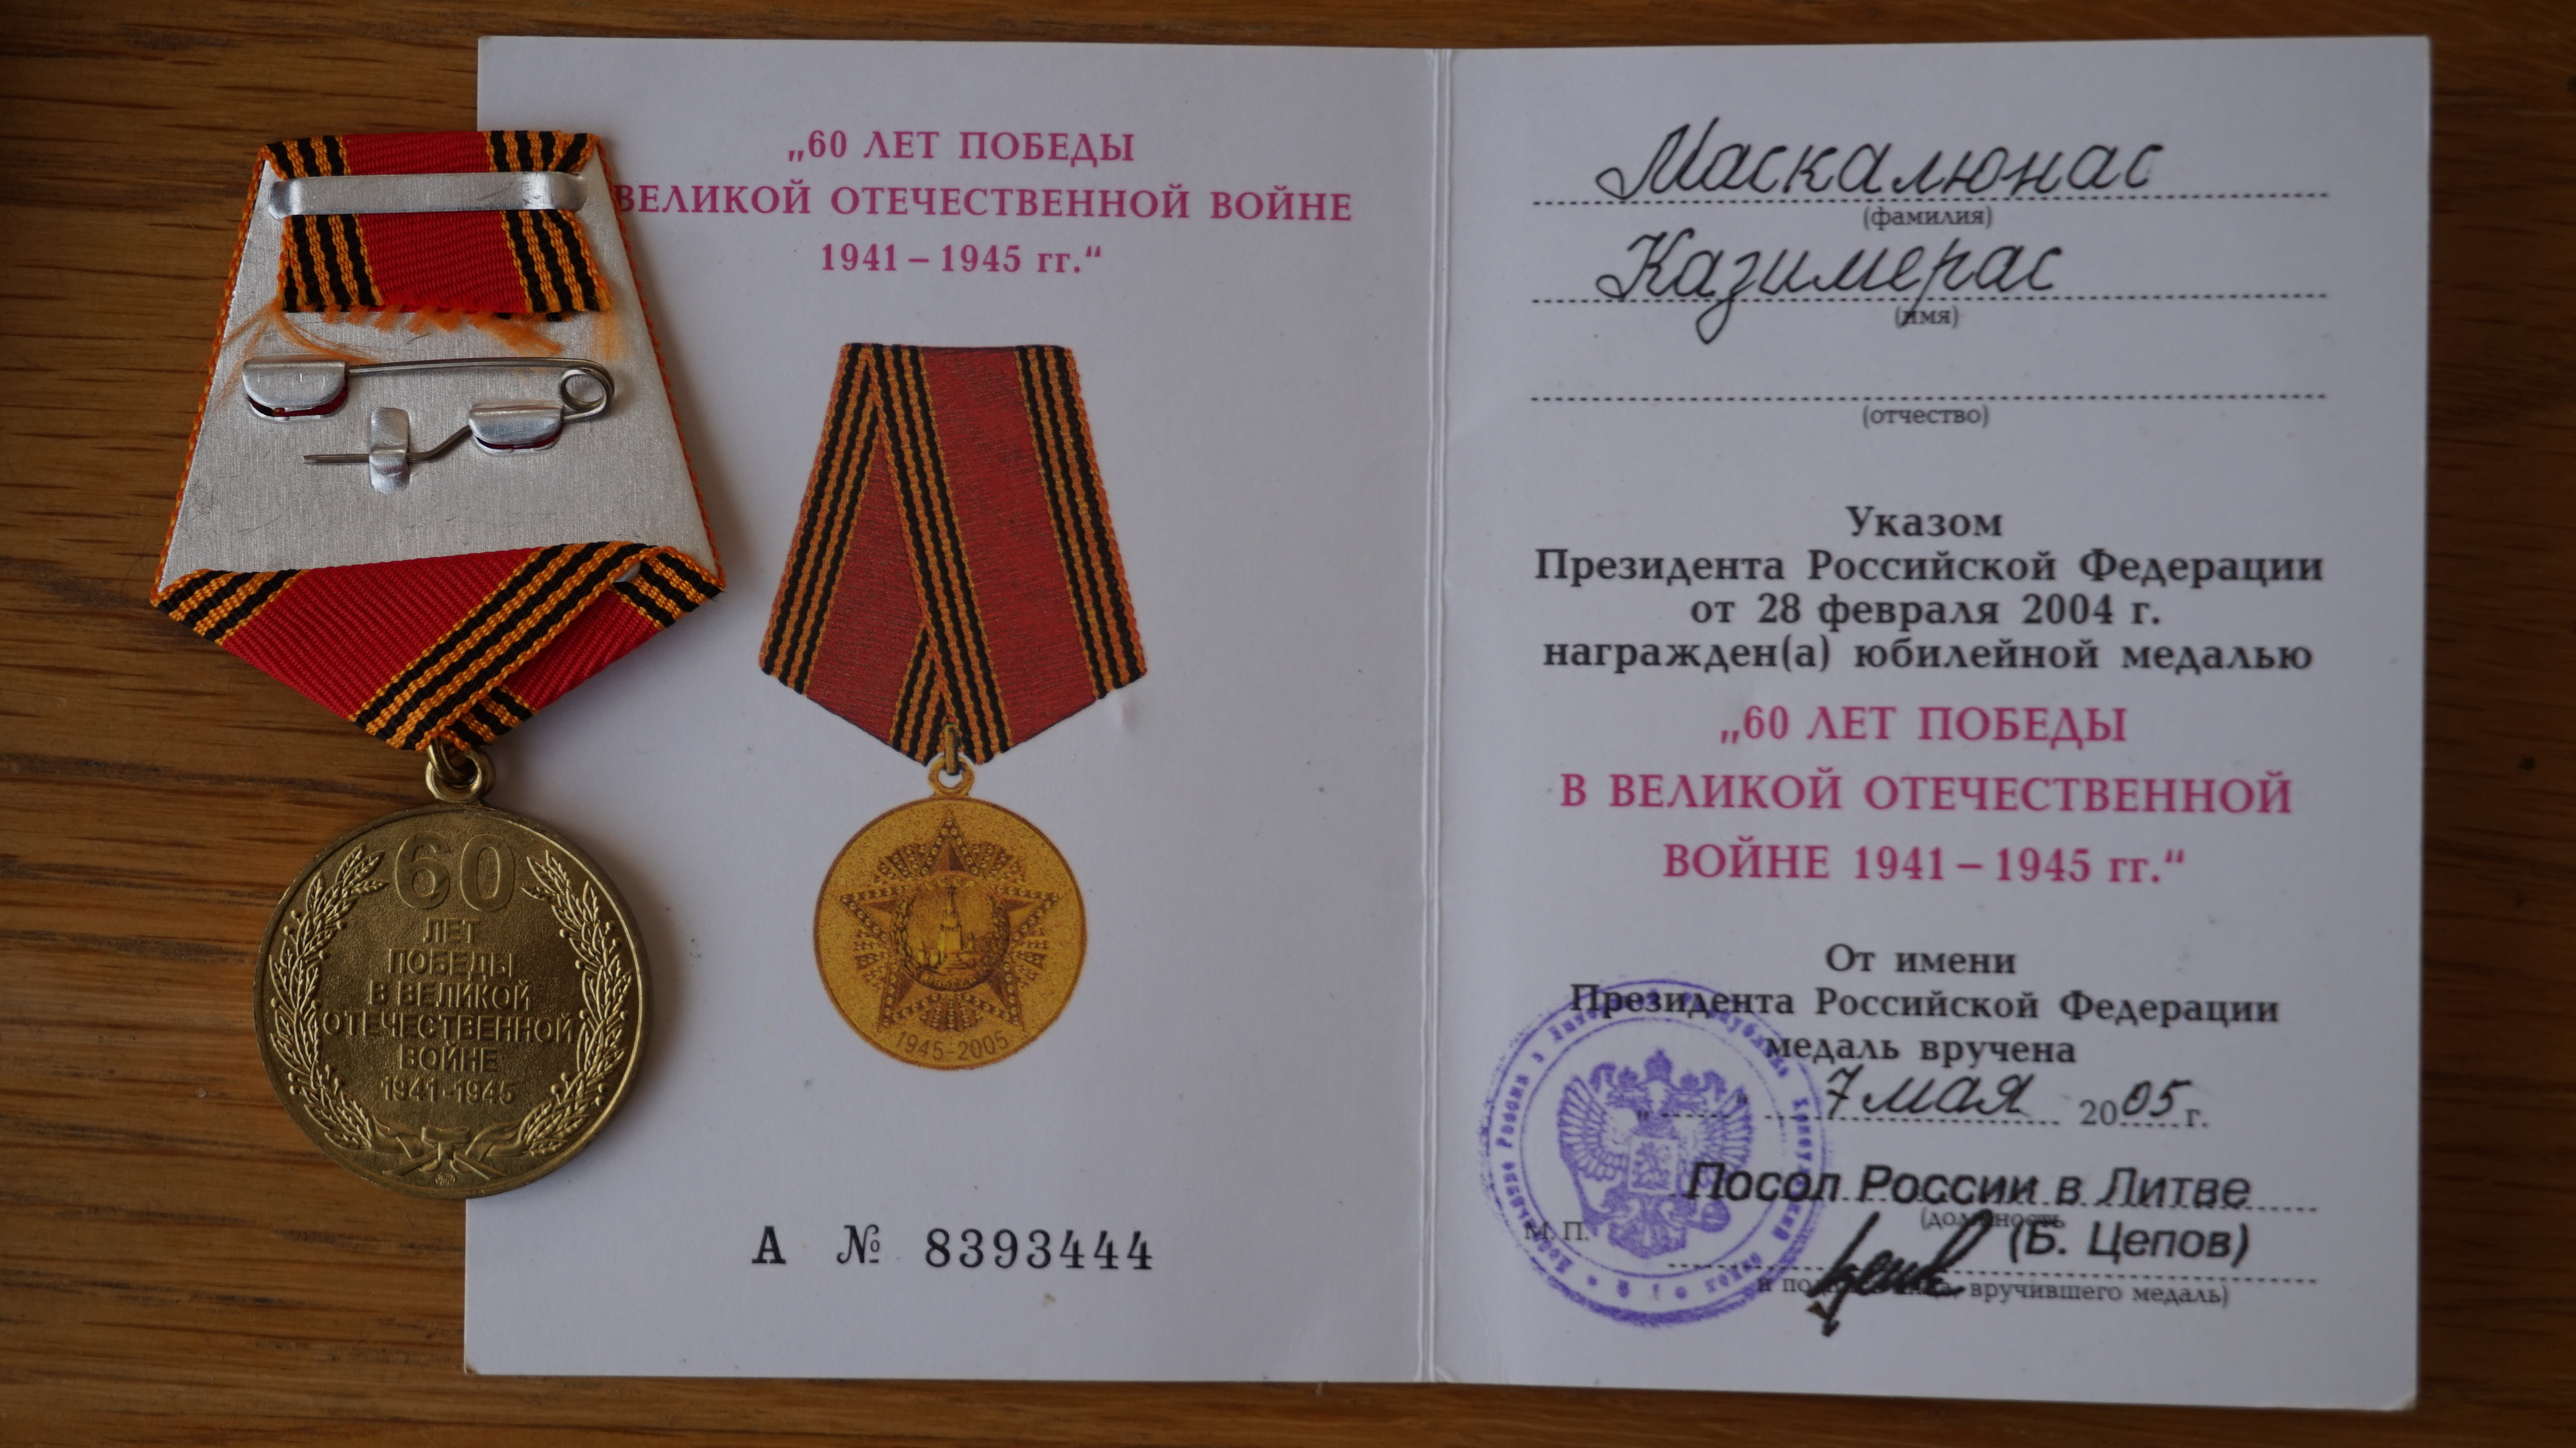 „60 ЛЕТ ПОБЕДЫ
ВЕЛИКОЙ ОТЕЧЕСТВЕННОЙ ВОЙНЕ
1941 – 1945 гг.“
1945-2005
А № 8393444
60
ЛЕТ
ПОБЕДЫ
В ВЕЛИКОЙ
ОТЕЧЕСТВЕННОЙ
ВОЙНЕ
1941-1945
Маскалюнас
(фамилия)
Казимерас
(имя)
(отчество)
Указом
Президента Российской Федерации
от 28 февраля 2004 г.
награжден(а) юбилейной медалью
„60 ЛЕТ ПОБЕДЫ
В ВЕЛИКОЙ ОТЕЧЕСТВЕННОЙ
ВОЙНЕ 1941 – 1945 гг.“
От имени
Президента Российской Федерации
медаль вручена
„ “ 7 мая 2005 г.
Посол России в Литве
(должность
М. П.
(Б. Цепов)
вручившего медаль)